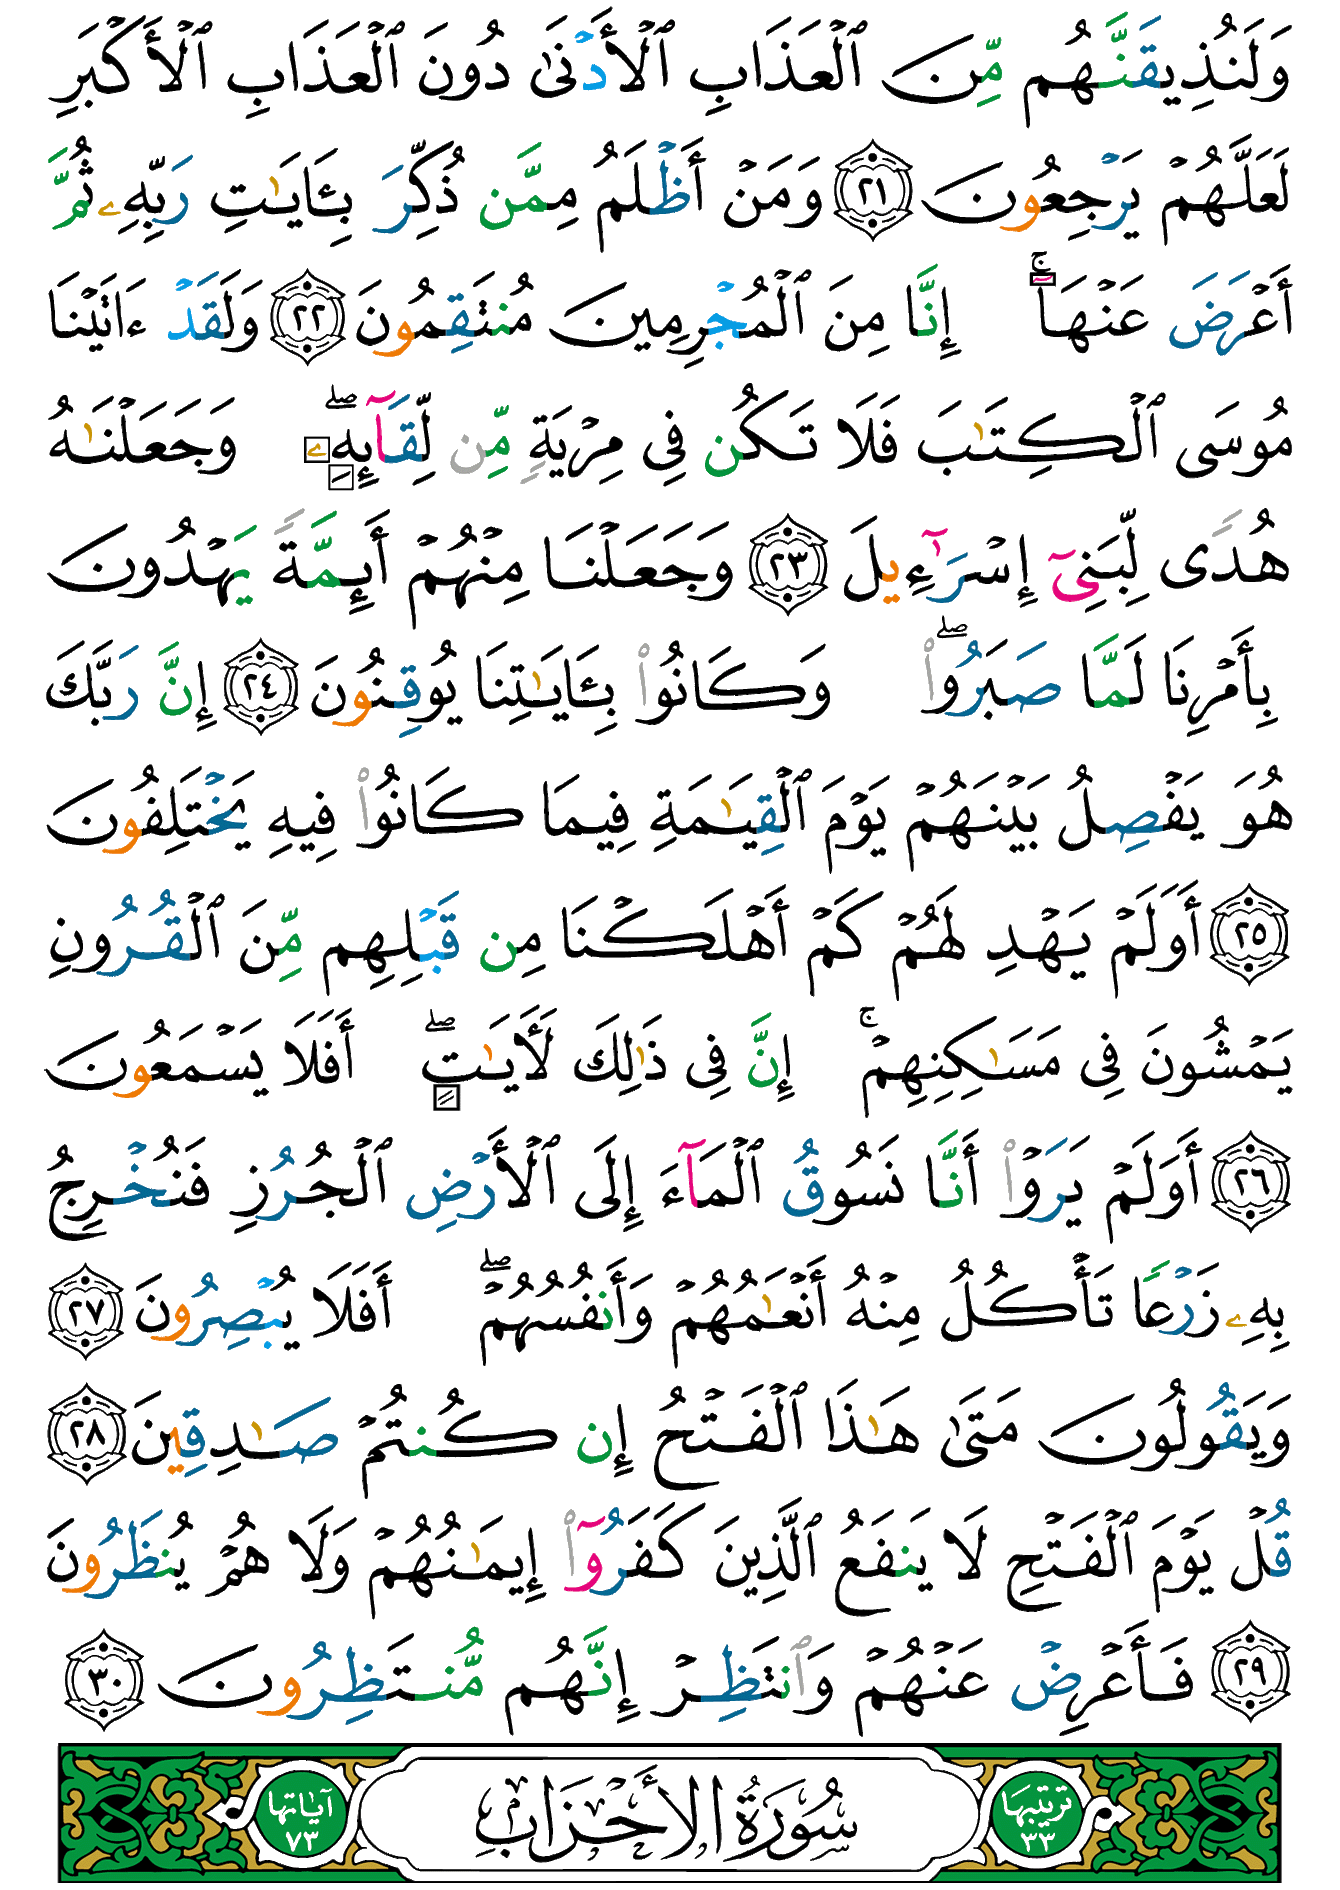 وَلَنُذِيقَنَّهُم مِّنَ ٱلْعَذَابِ ٱلْأَدْنَىٰ دُونَ ٱلْعَذَابِ ٱلْأَكْبَرِ
لَعَلَّهُمْ يَرْجِعُونَ ٢١ وَمَنْ أَظْلَمُ مِمَّن ذُكِّرَ بِـَٔايَـٰتِ رَبِّهِۦ ثُمَّ
أَعْرَضَ عَنْهَآ ۚ إِنَّا مِنَ ٱلْمُجْرِمِينَ مُنتَقِمُونَ ٢٢ وَلَقَدْ ءَاتَيْنَا
مُوسَى ٱلْكِتَـٰبَ فَلَا تَكُن فِى مِرْيَةٍ مِّن لِّقَآئِهِۦ ۖ وَجَعَلْنَـٰهُ
هُدًى لِّبَنِىٓ إِسْرَٰٓءِيلَ ٢٣ وَجَعَلْنَا مِنْهُمْ أَئِمَّةً يَهْدُونَ
بِأَمْرِنَا لَمَّا صَبَرُوا۟ ۖ وَكَانُوا۟ بِـَٔايَـٰتِنَا يُوقِنُونَ ٢٤ إِنَّ رَبَّكَ
هُوَ يَفْصِلُ بَيْنَهُمْ يَوْمَ ٱلْقِيَـٰمَةِ فِيمَا كَانُوا۟ فِيهِ يَخْتَلِفُونَ
٢٥ أَوَلَمْ يَهْدِ لَهُمْ كَمْ أَهْلَكْنَا مِن قَبْلِهِم مِّنَ ٱلْقُرُونِ
يَمْشُونَ فِى مَسَـٰكِنِهِمْ ۚ إِنَّ فِى ذَٰلِكَ لَـَٔايَـٰتٍ ۖ أَفَلَا يَسْمَعُونَ
٢٦ أَوَلَمْ يَرَوْا۟ أَنَّا نَسُوقُ ٱلْمَآءَ إِلَى ٱلْأَرْضِ ٱلْجُرُزِ فَنُخْرِجُ
بِهِۦ زَرْعًا تَأْكُلُ مِنْهُ أَنْعَـٰمُهُمْ وَأَنفُسُهُمْ ۖ أَفَلَا يُبْصِرُونَ ٢٧
وَيَقُولُونَ مَتَىٰ هَـٰذَا ٱلْفَتْحُ إِن كُنتُمْ صَـٰدِقِينَ ٢٨
قُلْ يَوْمَ ٱلْفَتْحِ لَا يَنفَعُ ٱلَّذِينَ كَفَرُوٓا۟ إِيمَـٰنُهُمْ وَلَا هُمْ يُنظَرُونَ
٢٩ فَأَعْرِضْ عَنْهُمْ وَٱنتَظِرْ إِنَّهُم مُّنتَظِرُونَ ٣٠
ترتيبها ٣٣ سُورَةُ الأَحْزَابِ آياتها ٧٣